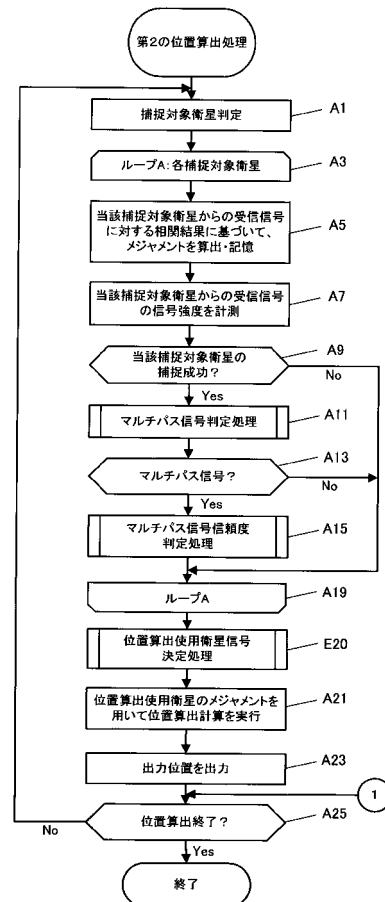 第2の位置算出処理
捕捉対象衛星判定
A1
ループA:各捕捉対象衛星
A3
当該捕捉対象衛星からの受信信号
に対する相関結果に基づいて、
メジャメントを算出・記憶
A5
当該捕捉対象衛星からの受信信号
の信号強度を計測
A7
当該捕捉対象衛星の
捕捉成功?
A9
No
Yes
マルチパス信号判定処理
A11
マルチパス信号?
A13
No
Yes
マルチパス信号信頼度
判定処理
A15
ループA
A19
位置算出使用衛星信号
決定処理
E20
位置算出使用衛星のメジャメントを
用いて位置算出計算を実行
A21
出力位置を出力
A23
1
位置算出終了?
A25
No
Yes
終了